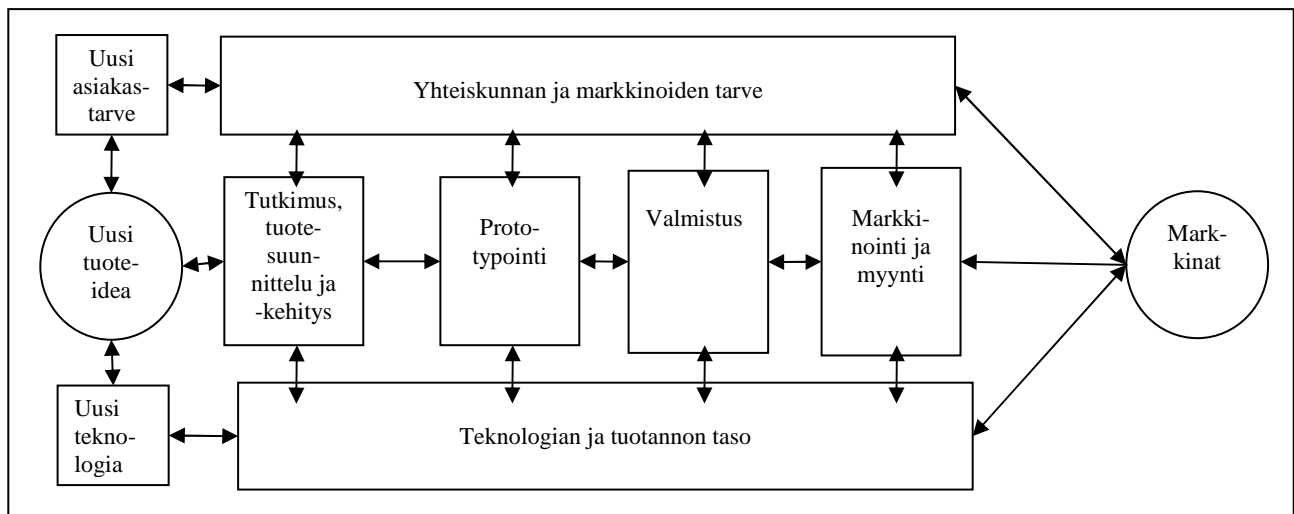 Uusi
asiakas-
tarve
Yhteiskunnan ja markkinoiden tarve
Uusi
tuote-
idea
Tutkimus,
tuote-
suun-
nittelu ja
-kehitys
Proto-
typointi
Valmistus
Markki-
nointi ja
myynti
Mark-
kinat
Uusi
tekno-
logia
Teknologian ja tuotannon taso